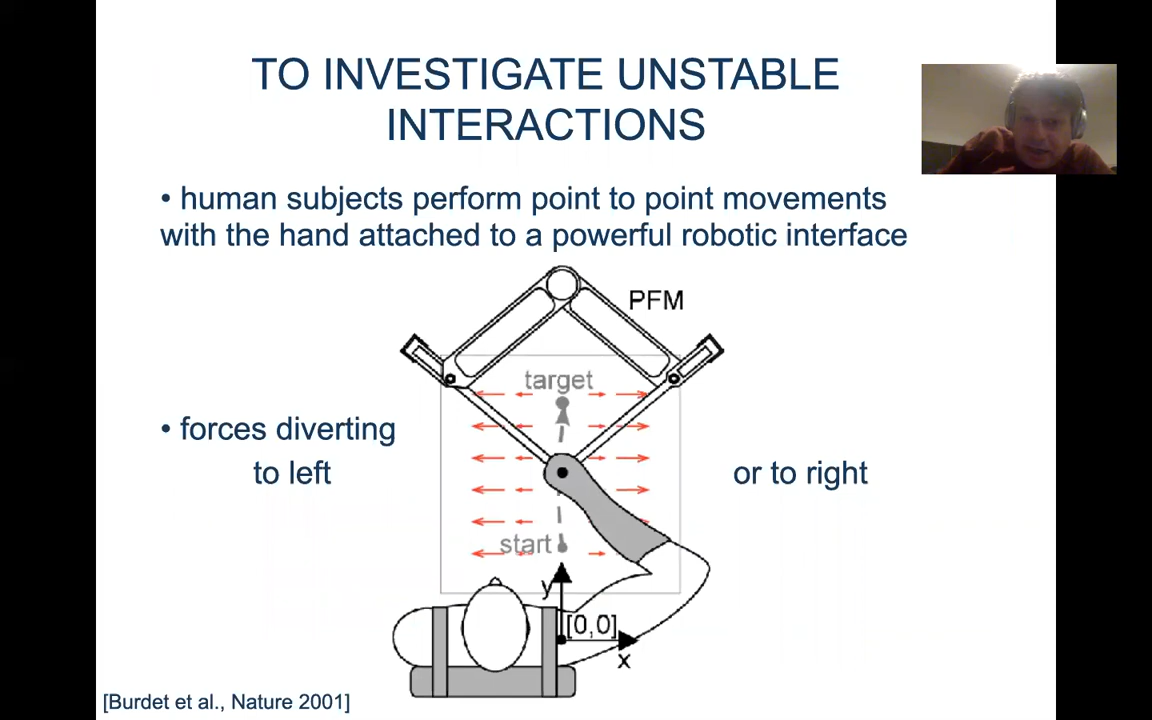 TO INVESTIGATE UNSTABLE
INTERACTIONS
• human subjects perform point to point movements
with the hand attached to a powerful robotic interface
PFM
target
• forces diverting
to left
or to right
start
y
[0,0]
x
[Burdet et al., Nature 2001]